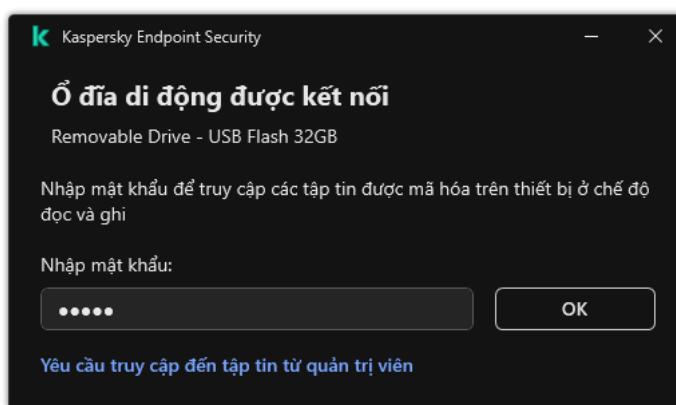 Kaspersky Endpoint Security
Ổ đĩa di động được kết nối
Removable Drive - USB Flash 32GB
Nhập mật khẩu để truy cập các tập tin được mã hóa trên thiết bị ở chế độ
đọc và ghi
Nhập mật khẩu:
•••••
OK
Yêu cầu truy cập đến tập tin từ quản trị viên